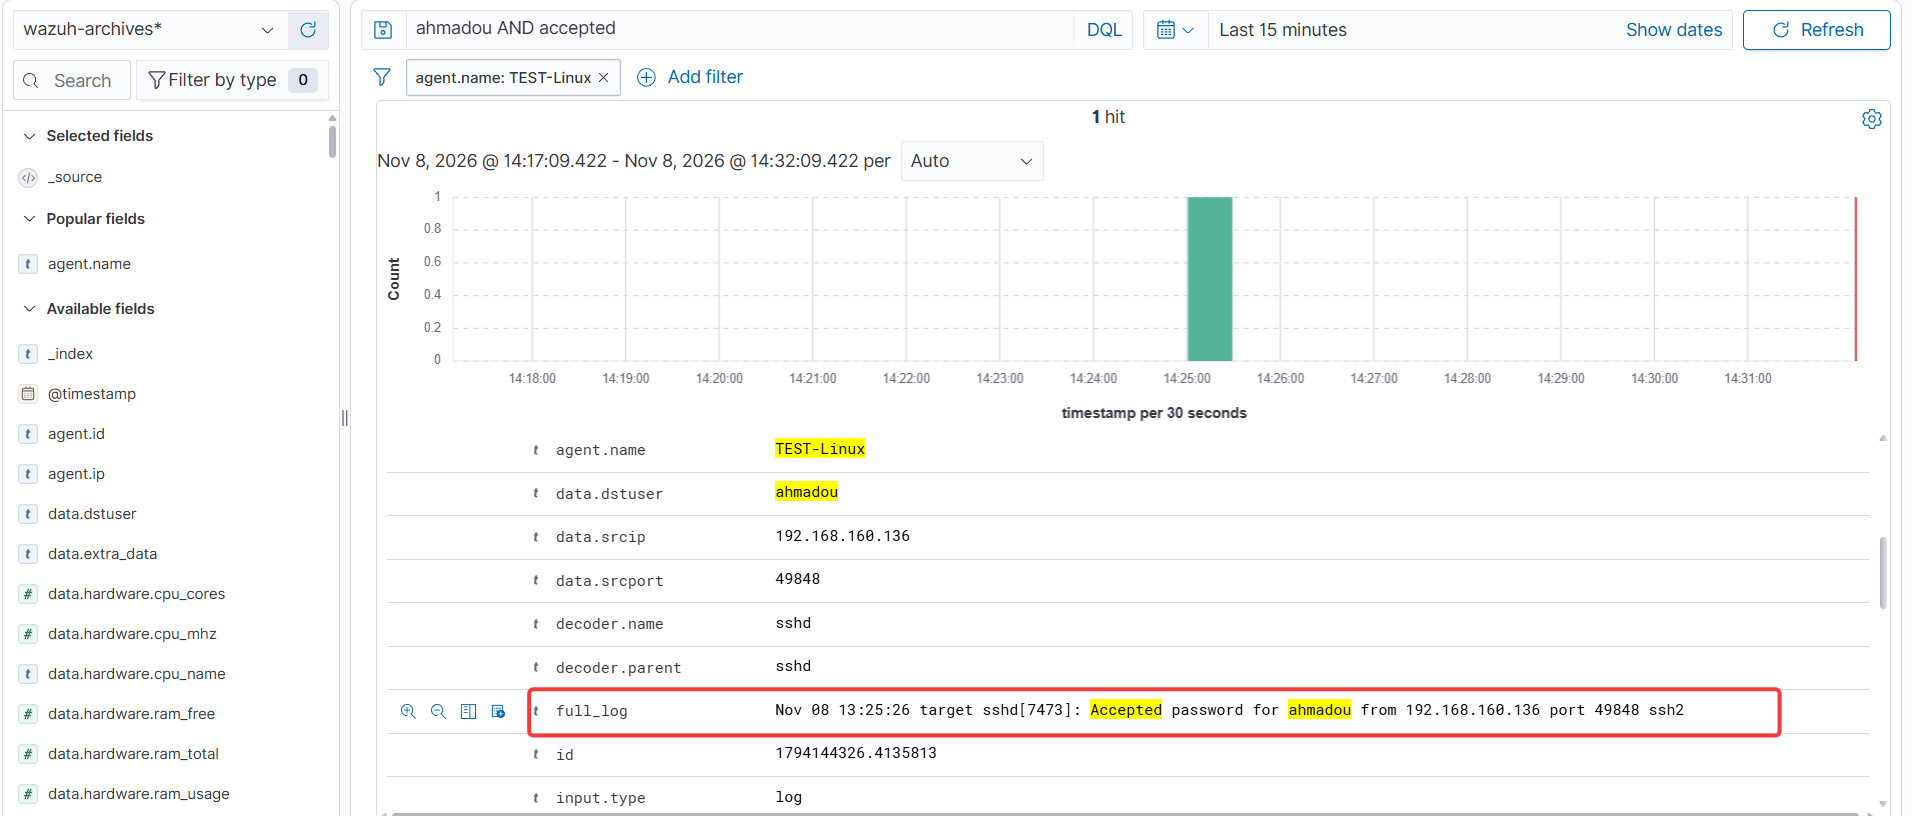 wazuh-archives*
Search
Filter by type 0
Selected fields
_source
Popular fields
t agent.name
Available fields
t _index
@timestamp
t agent.id
t agent.ip
t data.dstuser
t data.extra_data
# data.hardware.cpu_cores
# data.hardware.cpu_mhz
t data.hardware.cpu_name
# data.hardware.ram_free
# data.hardware.ram_total
# data.hardware.ram_usage
ahmadou AND accepted DQL Last 15 minutes Show dates Refresh
agent.name: TEST-Linux × Add filter
1 hit
Nov 8, 2026 @ 14:17:09.422 - Nov 8, 2026 @ 14:32:09.422 per Auto
Count
1
0.8
0.6
0.4
0.2
0
14:18:00 14:19:00 14:20:00 14:21:00 14:22:00 14:23:00 14:24:00 14:25:00 14:26:00 14:27:00 14:28:00 14:29:00 14:30:00 14:31:00
timestamp per 30 seconds
t agent.name TEST-Linux
t data.dstuser ahmadou
t data.srcip 192.168.160.136
t data.srcport 49848
t decoder.name sshd
t decoder.parent sshd
t full_log Nov 08 13:25:26 target sshd[7473]: Accepted password for ahmadou from 192.168.160.136 port 49848 ssh2
t id 1794144326.4135813
t input.type log